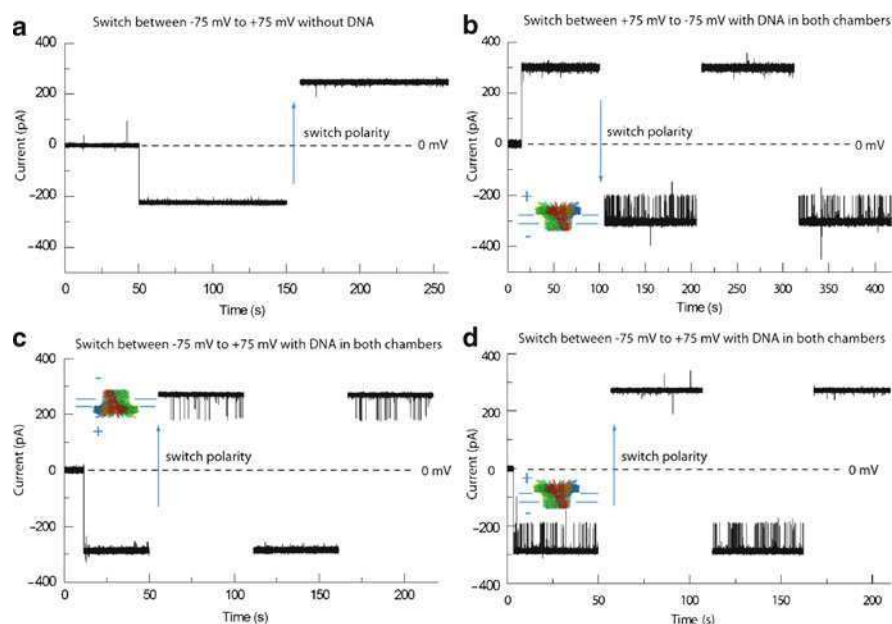 a
Switch between -75 mV to +75 mV without DNA
400
200
0
−200
−400
Current (pA)
0 mV
switch polarity
0 50 100 150 200 250
Time (s)
b
Switch between +75 mV to -75 mV with DNA in both chambers
400
200
0
−200
−400
Current (pA)
0 mV
switch polarity
+
-
0 50 100 150 200 250 300 350 400
Time (s)
c
Switch between -75 mV to +75 mV with DNA in both chambers
400
200
0
−200
−400
Current (pA)
-
+
0 mV
switch polarity
0 50 100 150 200
Time (s)
d
Switch between -75 mV to +75 mV with DNA in both chambers
400
200
0
−200
−400
Current (pA)
0 mV
switch polarity
+
-
0 50 100 150 200
Time (s)